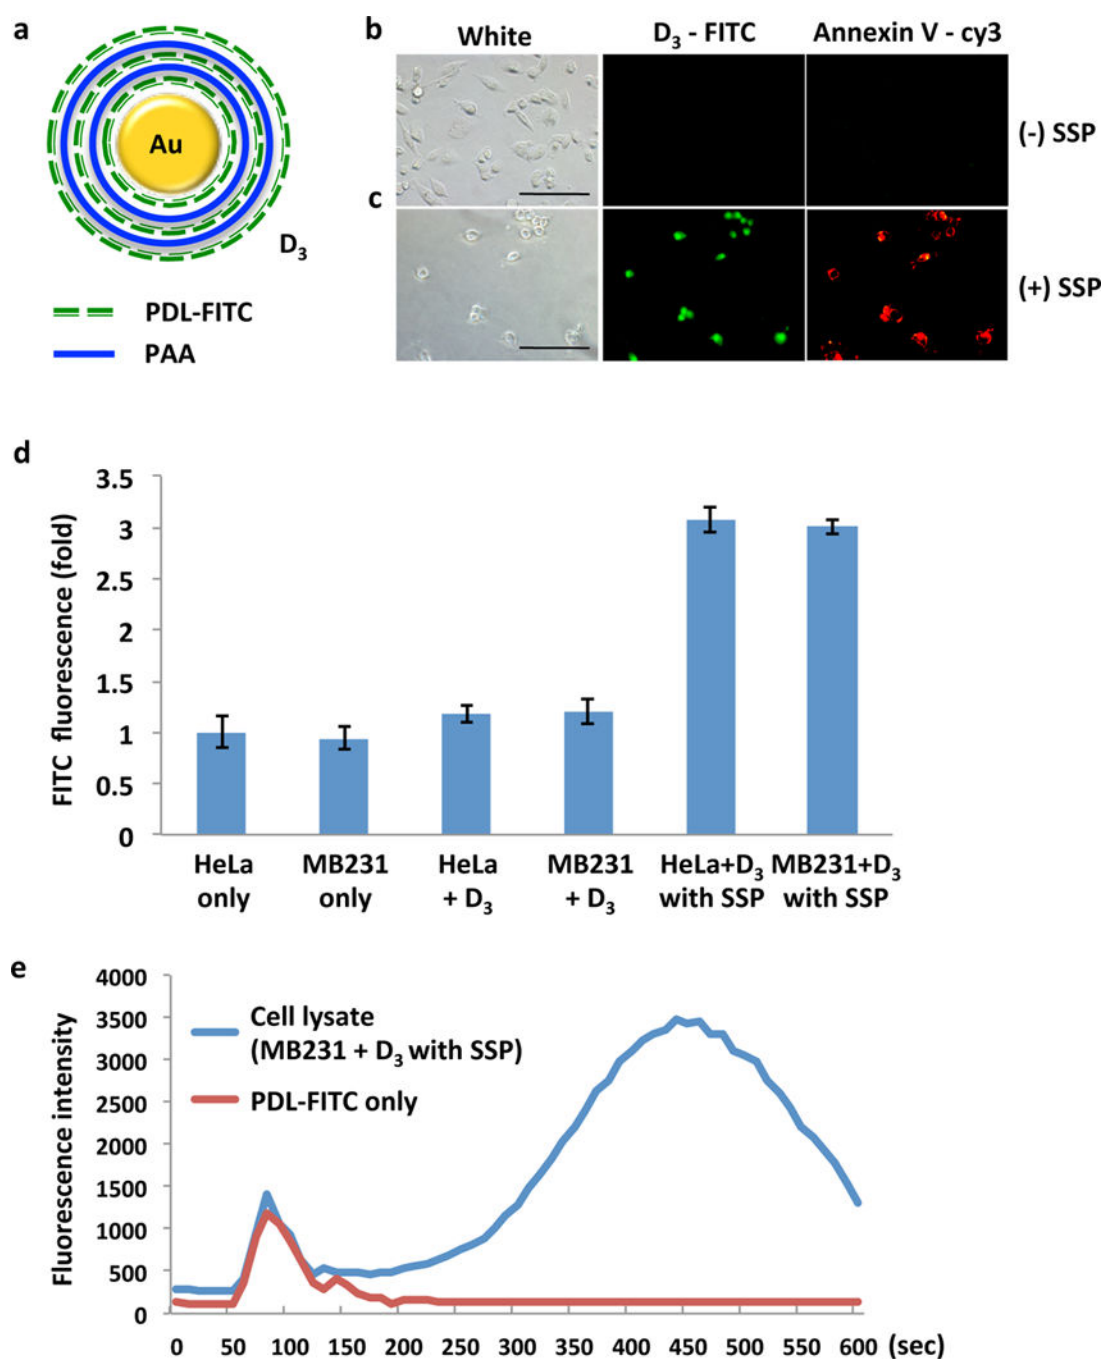 a
Au
D3
PDL-FITC
PAA
b
White
D3 - FITC
Annexin V - cy3
(-) SSP
c
(+) SSP
d
FITC fluorescence (fold)
3.5
3
2.5
2
1.5
1
0.5
0
HeLa only
MB231 only
HeLa + D3
MB231 + D3
HeLa+D3 with SSP
MB231+D3 with SSP
e
Fluorescence intensity
4000
3500
3000
2500
2000
1500
1000
500
0
Cell lysate
(MB231 + D3 with SSP)
PDL-FITC only
0 50 100 150 200 250 300 350 400 450 500 550 600 (sec)